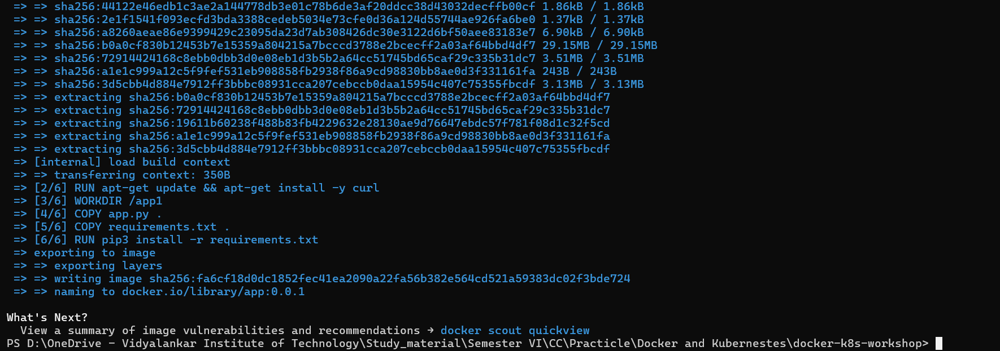 => => sha256:44122e46edb1c3ae2a144778db3e01c78b6de3af20ddcc38d43032decffb00cf 1.86kB / 1.86kB
=> => sha256:2e1f1541f093ecfd3bda3388cedeb5034e73cfe0d36a124d55744ae926fa6be0 1.37kB / 1.37kB
=> => sha256:a8260aeae86e9399429c23095da23d7ab308426dc30e3122d6bf50aee83183e7 6.90kB / 6.90kB
=> => sha256:b0a0cf830b12453b7e15359a804215a7bcccd3788e2bcecff2a03af64bbd4df7 29.15MB / 29.15MB
=> => sha256:72914424168c8ebb0dbb3d0e08eb1d3b5b2a64cc51745bd65caf29c335b31dc7 3.51MB / 3.51MB
=> => sha256:a1e1c999a12c5f9fef531eb908858fb2938f86a9cd98830bb8ae0d3f331161fa 243B / 243B
=> => sha256:3d5cbb4d884e7912ff3bbbc08931cca207cebccb0daa15954c407c75355fbcdf 3.13MB / 3.13MB
=> => extracting sha256:b0a0cf830b12453b7e15359a804215a7bcccd3788e2bcecff2a03af64bbd4df7
=> => extracting sha256:72914424168c8ebb0dbb3d0e08eb1d3b5b2a64cc51745bd65caf29c335b31dc7
=> => extracting sha256:19611b60238f488b83fb4229632e28130ae9d76647ebdc57f781f08d1c32f5cd
=> => extracting sha256:a1e1c999a12c5f9fef531eb908858fb2938f86a9cd98830bb8ae0d3f331161fa
=> => extracting sha256:3d5cbb4d884e7912ff3bbbc08931cca207cebccb0daa15954c407c75355fbcdf
=> [internal] load build context
=> => transferring context: 350B
=> [2/6] RUN apt-get update && apt-get install -y curl
=> [3/6] WORKDIR /app1
=> [4/6] COPY app.py .
=> [5/6] COPY requirements.txt .
=> [6/6] RUN pip3 install -r requirements.txt
=> exporting to image
=> => exporting layers
=> => writing image sha256:fa6cf18d0dc1852fec41ea2090a22fa56b382e564cd521a59383dc02f3bde724
=> => naming to docker.io/library/app:0.0.1
What's Next?
View a summary of image vulnerabilities and recommendations → docker scout quickview
PS D:\OneDrive - Vidyalankar Institute of Technology\Study_material\Semester VI\CC\Practicle\Docker and Kubernestes\docker-k8s-workshop>